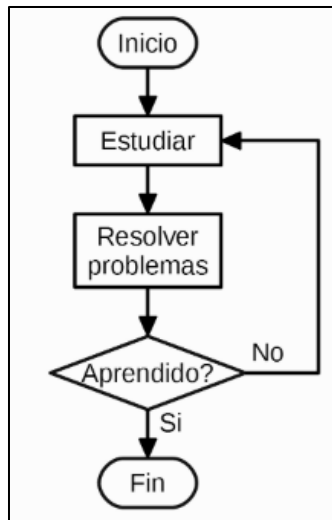 Inicio
Estudiar
Resolver
problemas
Aprendido?
No
Si
Fin